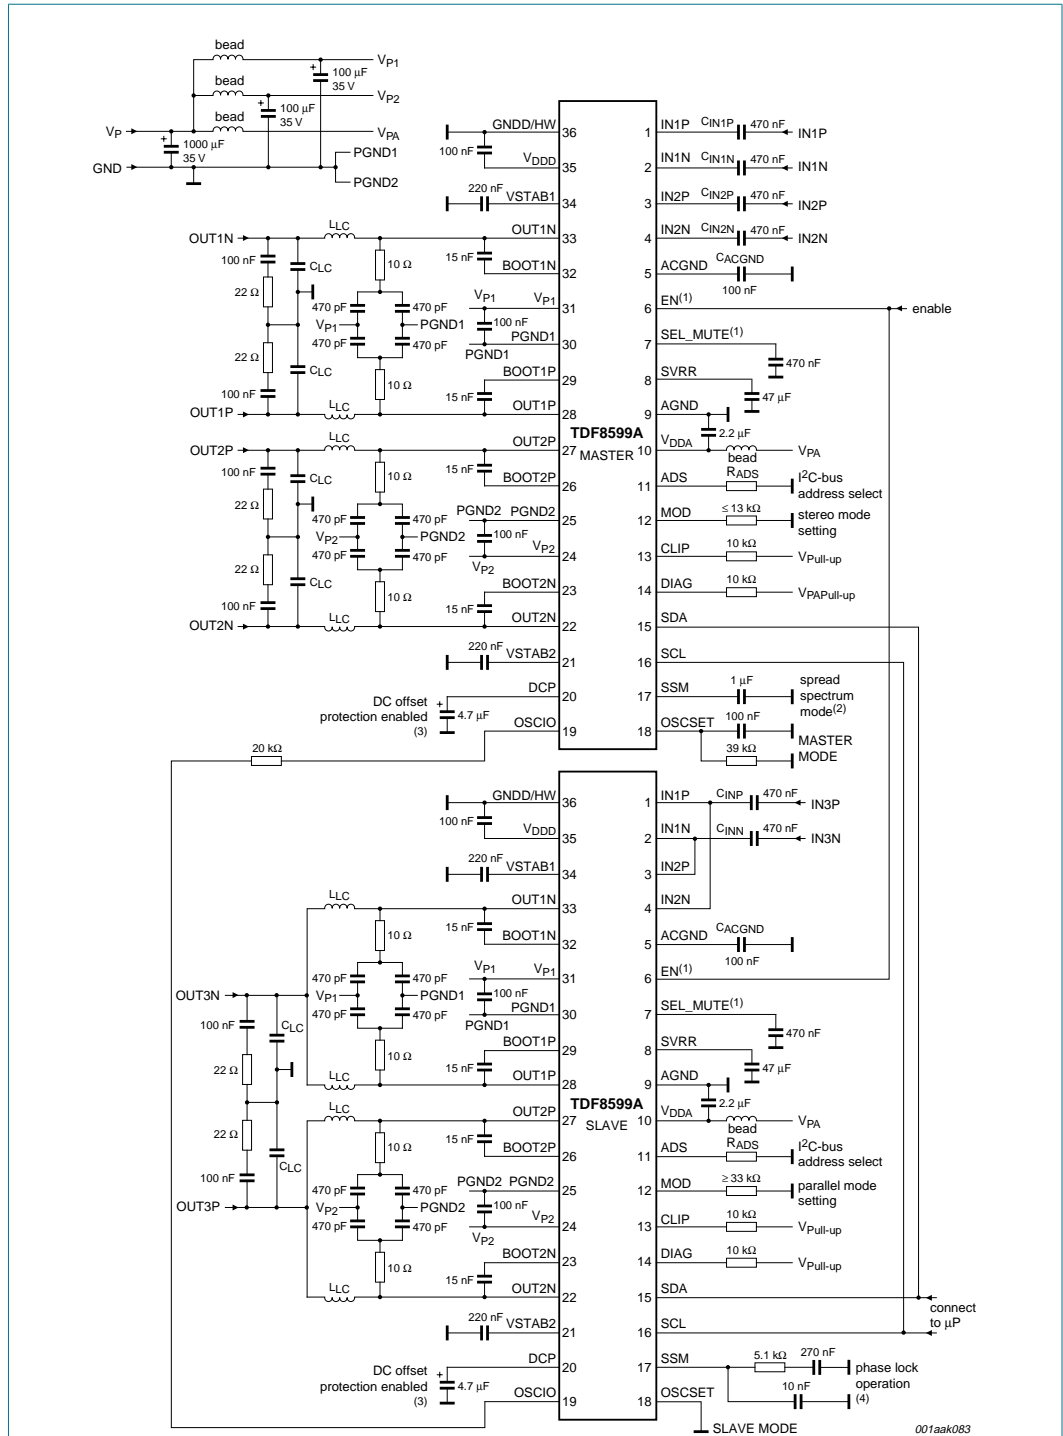 bead
VP1
100 μF
35 V
bead
VP2
100 μF
35 V
bead
VP
VPA
1000 μF
35 V
GND
PGND1
PGND2
GNDD/HW
36
100 nF
VDDD
35
220 nF
VSTAB1
34
OUT1N
LLC
OUT1N
33
100 nF
CLC
10 Ω
15 nF
BOOT1N
32
22 Ω
470 pF
470 pF
VP1
VP1
31
VP1
PGND1
100 nF
22 Ω
470 pF
470 pF
PGND1
30
PGND1
CLC
10 Ω
BOOT1P
29
100 nF
15 nF
OUT1P
LLC
OUT1P
28
OUT2P
LLC
OUT2P
27
100 nF
CLC
10 Ω
15 nF
BOOT2P
26
22 Ω
470 pF
470 pF
PGND2
PGND2
25
VP2
PGND2
100 nF
22 Ω
470 pF
470 pF
VP2
24
VP2
CLC
10 Ω
BOOT2N
23
100 nF
15 nF
OUT2N
LLC
OUT2N
22
220 nF
VSTAB2
21
DC offset
protection enabled
(3)
+
4.7 μF
DCP
20
OSCIO
19
20 kΩ
TDF8599A
MASTER
1
IN1P
CIN1P
470 nF
IN1P
2
IN1N
CIN1N
470 nF
IN1N
3
IN2P
CIN2P
470 nF
IN2P
4
IN2N
CIN2N
470 nF
IN2N
5
ACGND
CACGND
100 nF
6
EN(1)
enable
7
SEL_MUTE(1)
470 nF
8
SVRR
47 μF
9
AGND
2.2 μF
10
VDDA
bead
VPA
11
ADS
RADS
I2C-bus
address select
12
MOD
≤ 13 kΩ
stereo mode
setting
13
CLIP
10 kΩ
VPull-up
14
DIAG
10 kΩ
VPAPull-up
15
SDA
16
SCL
17
SSM
1 μF
spread
spectrum
mode(2)
18
OSCSET
100 nF
39 kΩ
MASTER
MODE
GNDD/HW
36
100 nF
VDDD
35
220 nF
VSTAB1
34
LLC
OUT1N
33
10 Ω
15 nF
BOOT1N
32
470 pF
470 pF
VP1
VP1
31
OUT3N
VP1
PGND1
100 nF
470 pF
470 pF
PGND1
30
PGND1
100 nF
CLC
10 Ω
BOOT1P
29
22 Ω
15 nF
LLC
OUT1P
28
22 Ω
LLC
OUT2P
27
10 Ω
15 nF
BOOT2P
26
100 nF
CLC
470 pF
470 pF
PGND2
PGND2
25
OUT3P
VP2
PGND2
100 nF
470 pF
470 pF
VP2
24
VP2
10 Ω
BOOT2N
23
15 nF
LLC
OUT2N
22
220 nF
VSTAB2
21
DC offset
protection enabled
(3)
+
4.7 μF
DCP
20
OSCIO
19
TDF8599A
SLAVE
1
IN1P
CINP
470 nF
IN3P
2
IN1N
CINN
470 nF
IN3N
3
IN2P
4
IN2N
5
ACGND
CACGND
100 nF
6
EN(1)
7
SEL_MUTE(1)
470 nF
8
SVRR
47 μF
9
AGND
2.2 μF
10
VDDA
bead
VPA
11
ADS
RADS
I2C-bus
address select
12
MOD
≥ 33 kΩ
parallel mode
setting
13
CLIP
10 kΩ
VPull-up
14
DIAG
10 kΩ
VPull-up
15
SDA
connect
to μP
16
SCL
17
SSM
5.1 kΩ
270 nF
10 nF
phase lock
operation
(4)
18
OSCSET
SLAVE MODE
001aak083